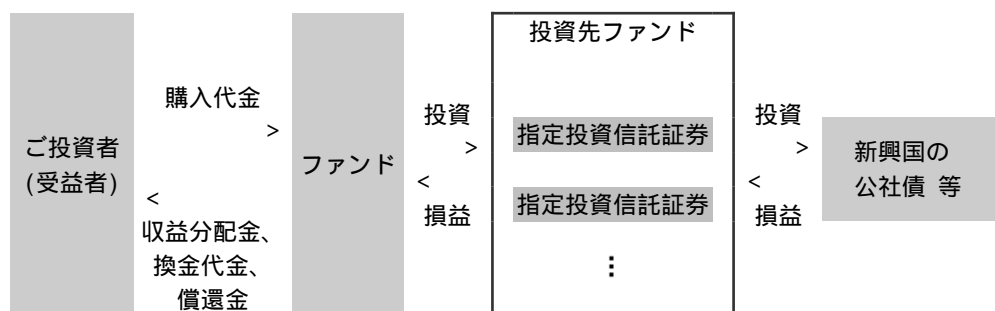 ご投資者
(受益者)
購入代金
>
<
収益分配金、
換金代金、
償還金
ファンド
投資
>
<
損益
投資先ファンド
指定投資信託証券
指定投資信託証券
⋮
投資
>
<
損益
新興国の
公社債 等